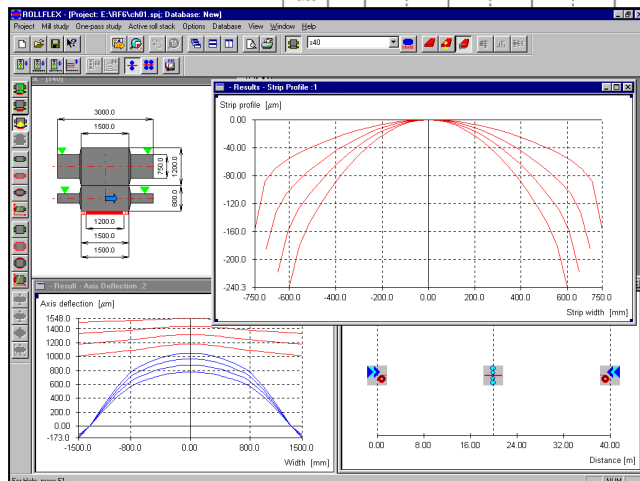 ROLLFLEX - [Project: E:\RF6\ch01.spj; Database: New]
Project Mill study One-pass study Active roll stack Options Database View Window Help
s40
- Results - Strip Profile :1
Strip profile [µm]
0.00
-40.00
-80.00
-120.0
-160.0
-200.0
-240.3
-750.0 -600.0 -400.0 -200.0 0.00 200.0 400.0 600.0 750.0
Strip width [mm]
3000.0
1500.0
750.0
1200.0
800.0
1200.0
1500.0
1500.0
- Result - Axis Deflection :2
Axis deflection [µm]
1548.0
1400.0
1200.0
1000.0
800.0
600.0
400.0
200.0
0.00
-173.0
-1500.0 -800.0 0.00 800.0 1500.0
Width [mm]
0.00 8.00 16.00 24.00 32.00 40.00
Distance [m]
For Help, press F1
NUM